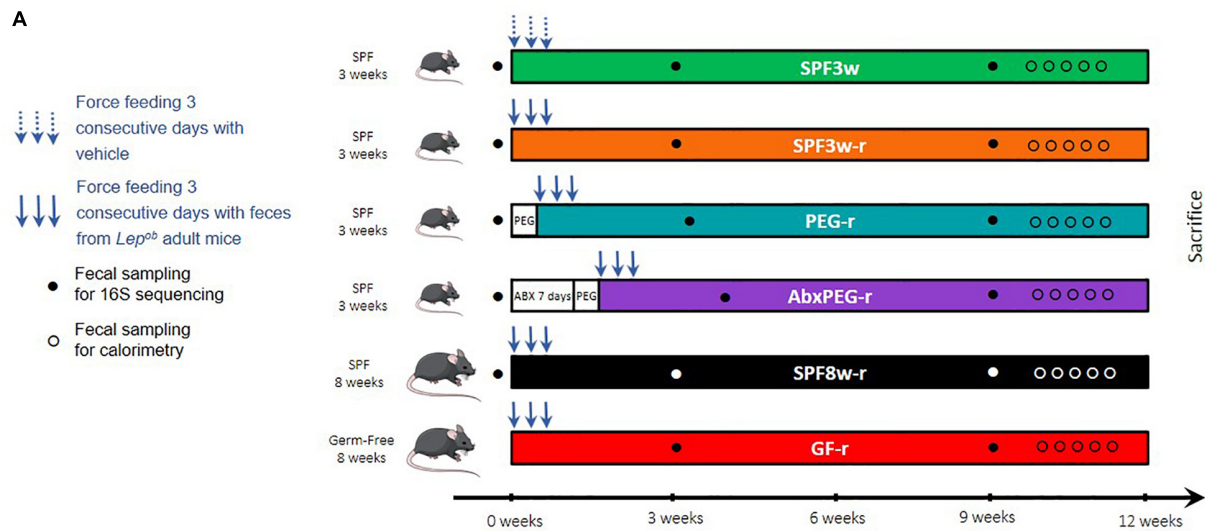 A
Force feeding 3
consecutive days with
vehicle
Force feeding 3
consecutive days with feces
from Lepob adult mice
Fecal sampling
for 16S sequencing
Fecal sampling
for calorimetry
SPF
3 weeks
SPF3w
SPF
3 weeks
SPF3w-r
SPF
3 weeks
PEG
PEG-r
SPF
3 weeks
ABX 7 days
PEG
AbxPEG-r
SPF
8 weeks
SPF8w-r
Germ-Free
8 weeks
GF-r
Sacrifice
0 weeks
3 weeks
6 weeks
9 weeks
12 weeks